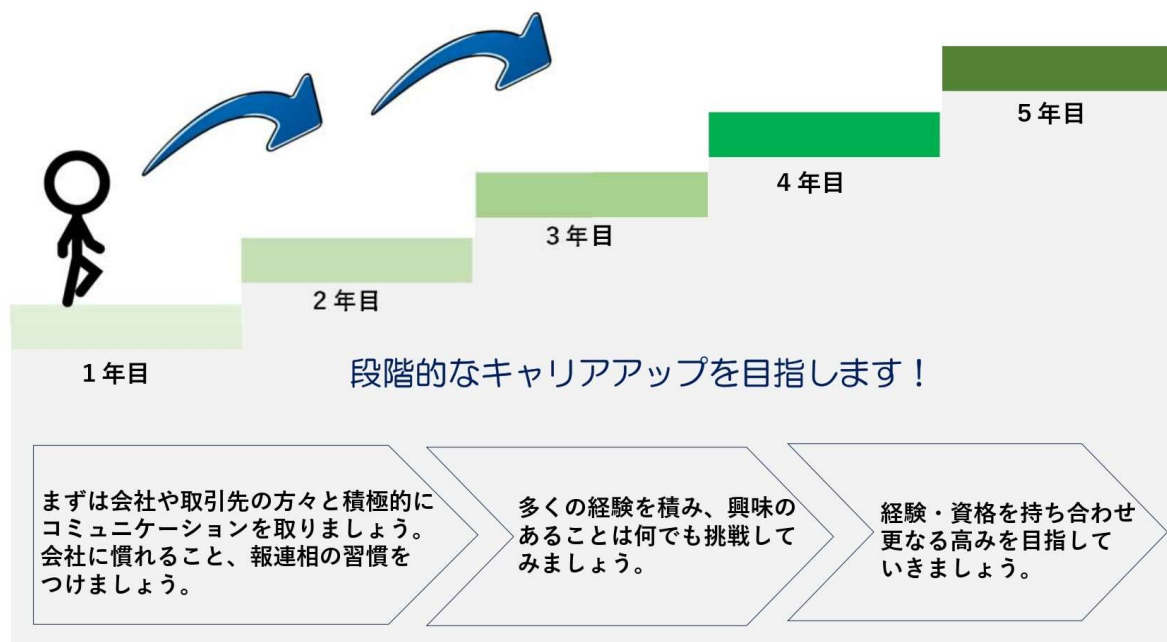 5年目
4年目
3年目
2年目
1年目
段階的なキャリアアップを目指します！
まずは会社や取引先の方々と積極的に
コミュニケーションを取りましょう。
会社に慣れること、報連相の習慣を
つけましょう。
多くの経験を積み、興味の
あることは何でも挑戦して
みましょう。
経験・資格を持ち合わせ
更なる高みを目指して
いきましょう。